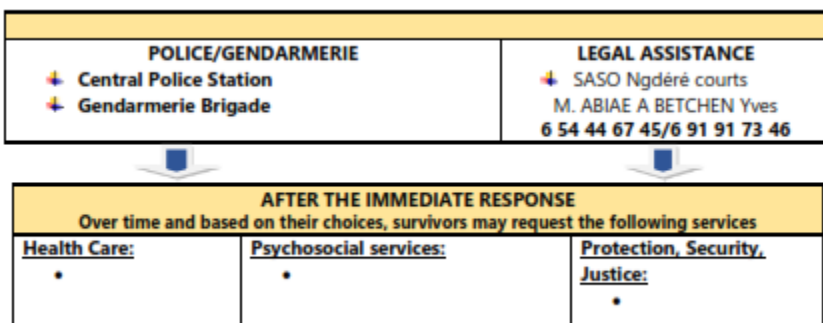 POLICE/GENDARMERIE
Central Police Station
Gendarmerie Brigade
LEGAL ASSISTANCE
SASO Ngdéré courts
M. ABIAE A BETCHEN Yves
6 54 44 67 45/6 91 91 73 46
AFTER THE IMMEDIATE RESPONSE
Over time and based on their choices, survivors may request the following services
Health Care:
•
Psychosocial services:
•
Protection, Security,
Justice:
•